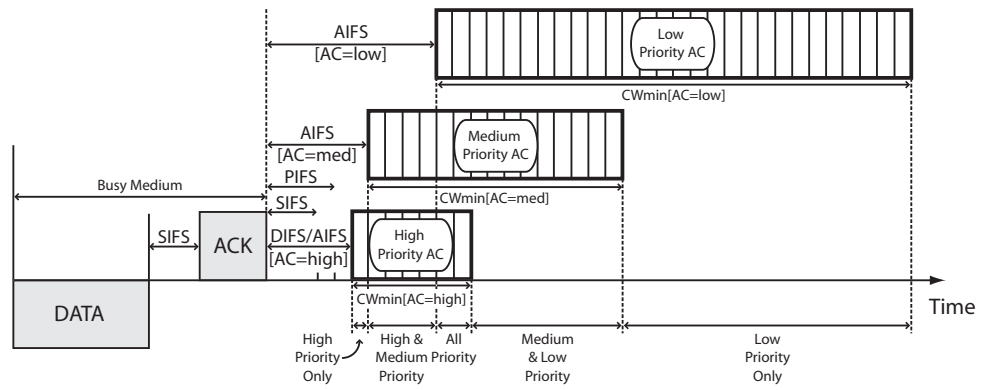 AIFS
[AC=low]
Low
Priority AC
CWmin[AC=low]
AIFS
[AC=med]
Medium
Priority AC
CWmin[AC=med]
Busy Medium
PIFS
SIFS
SIFS
ACK
DIFS/AIFS
[AC=high]
High
Priority AC
CWmin[AC=high]
DATA
Time
High
Priority
Only
High &
Medium
Priority
All
Priority
Medium
& Low
Priority
Low
Priority
Only